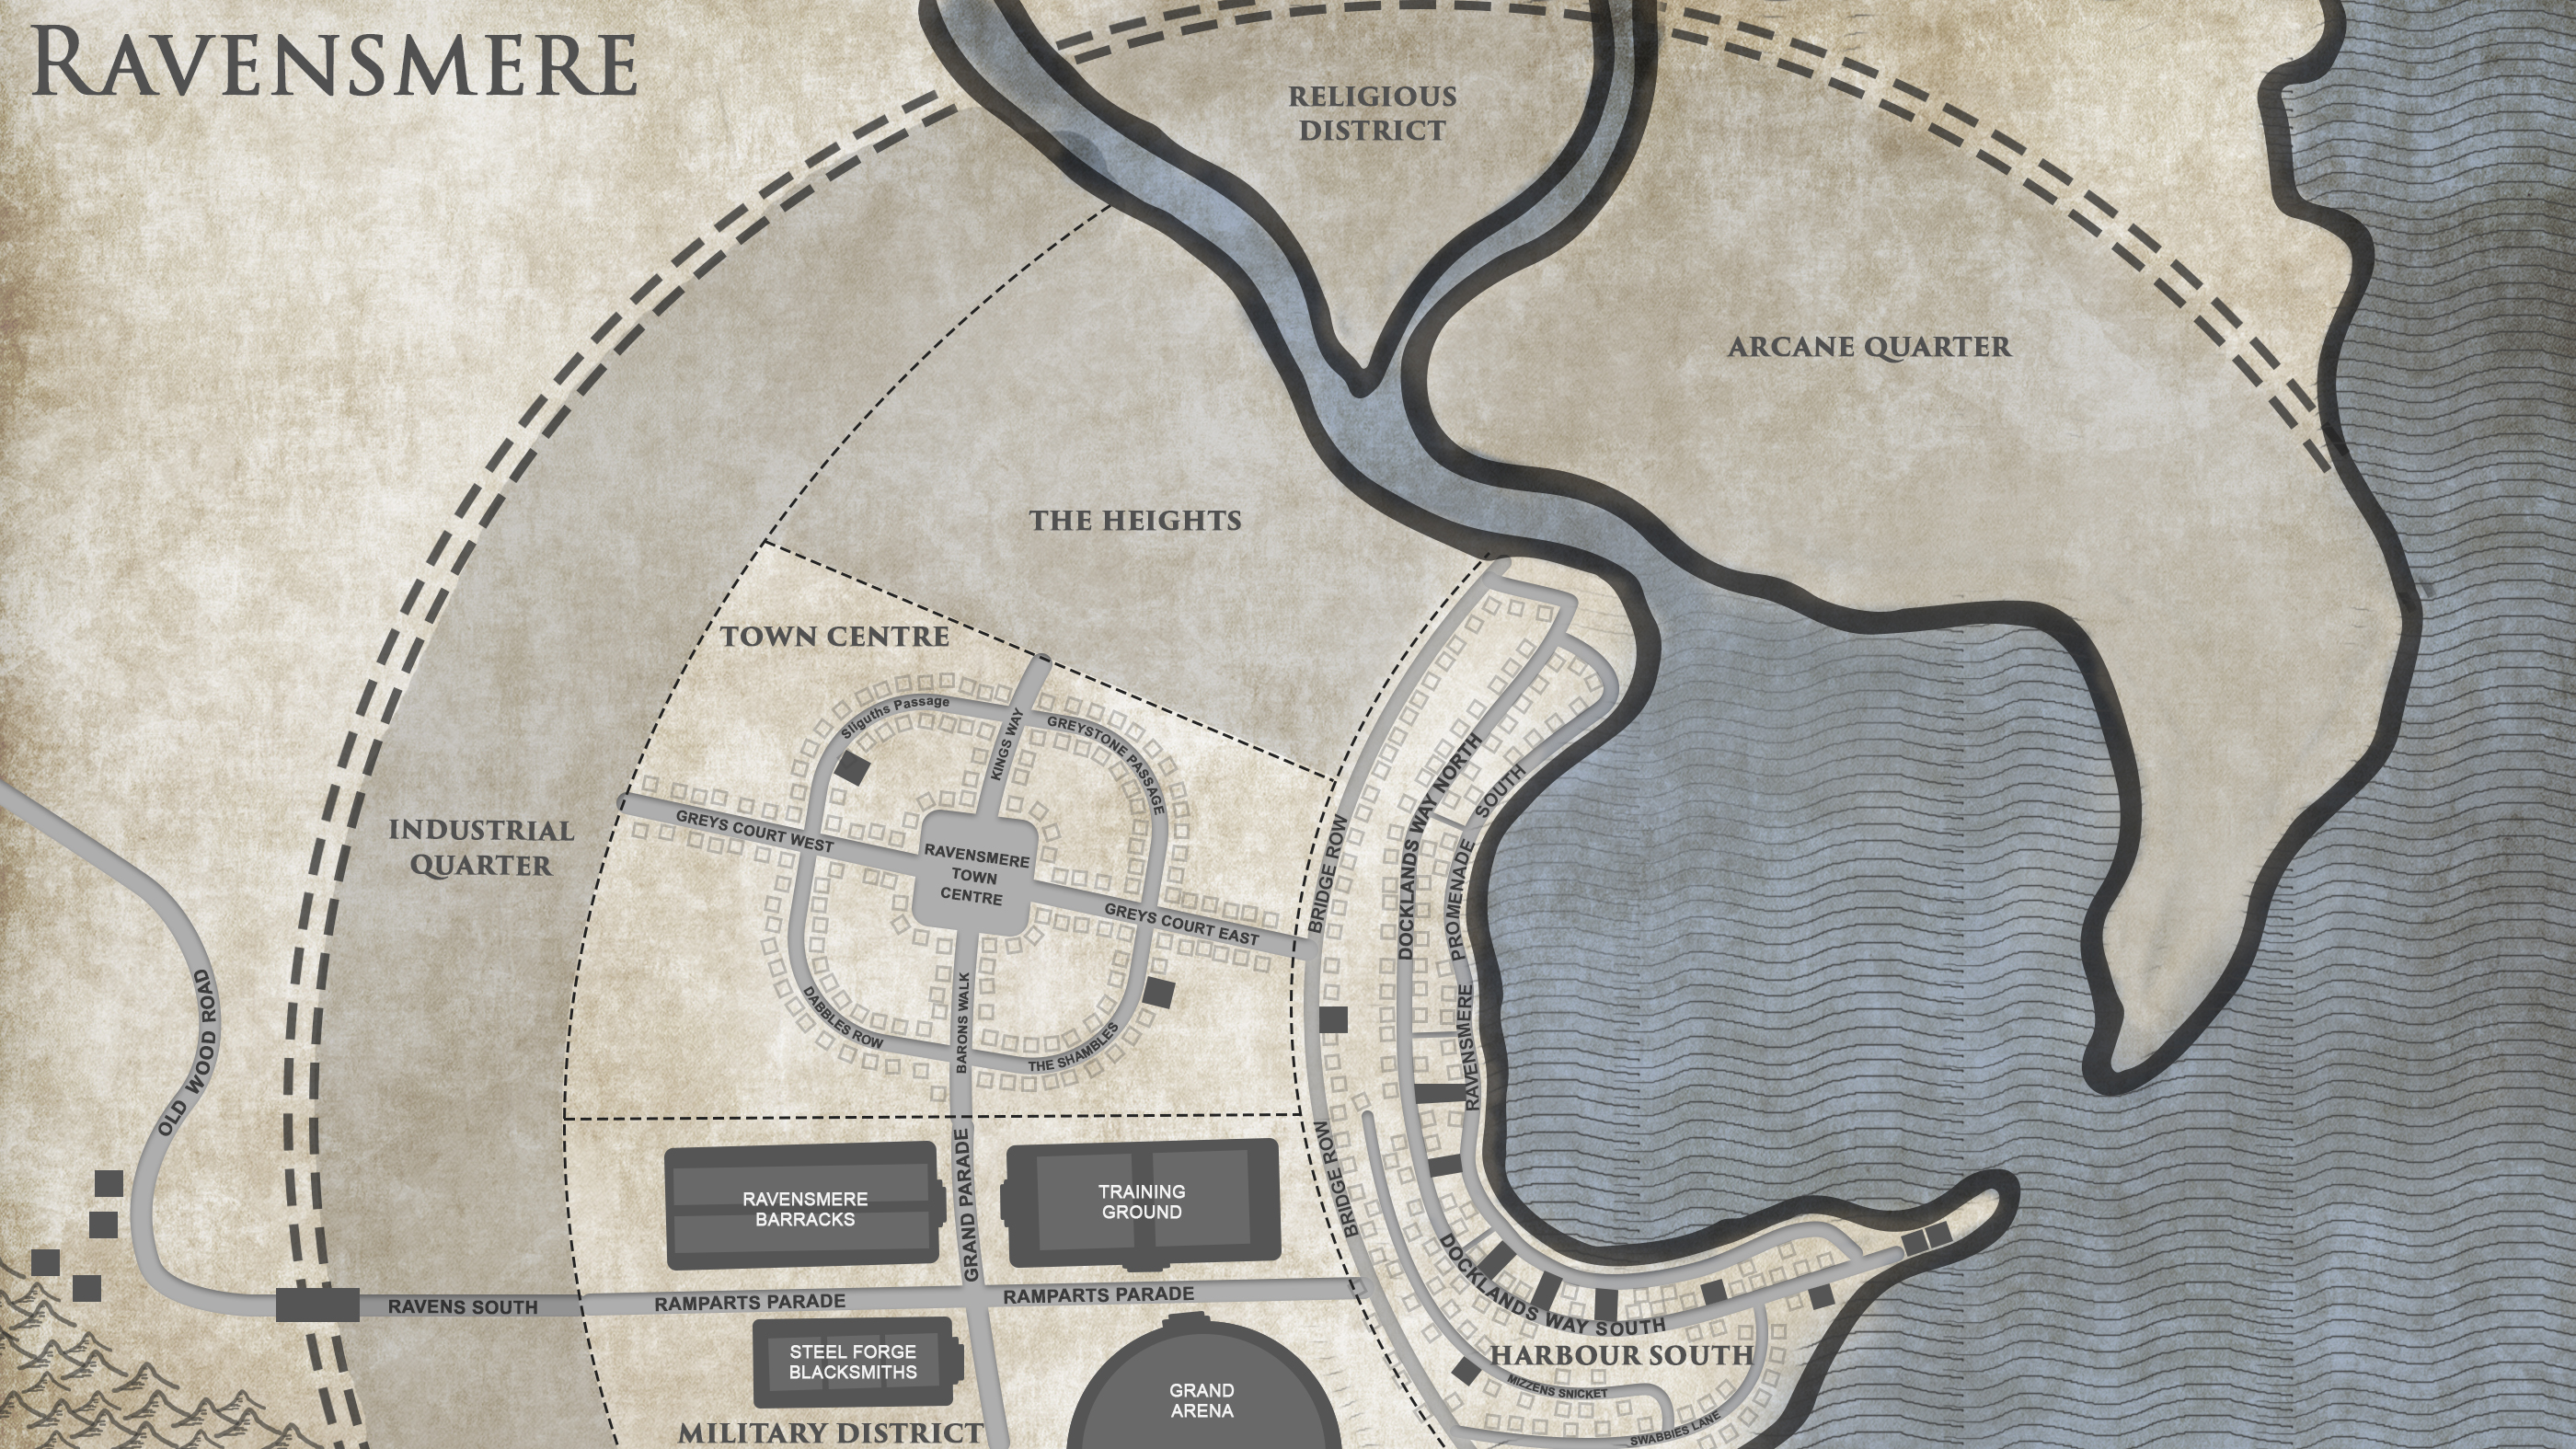 RAVENSMERE
RELIGIOUS
DISTRICT
ARCANE QUARTER
THE HEIGHTS
TOWN CENTRE
Sliguths Passage
KINGS WAY
GREYSTONE PASSAGE
INDUSTRIAL
QUARTER
GREYS COURT WEST
RAVENSMERE
TOWN
CENTRE
GREYS COURT EAST
BRIDGE ROW
DOCKLANDS WAY NORTH
RAVENSMERE PROMENADE SOUTH
OLD WOOD ROAD
DABBLES ROW
BARONS WALK
THE SHAMBLES
RAVENSMERE
BARRACKS
GRAND PARADE
TRAINING
GROUND
BRIDGE ROW
RAVENS SOUTH
RAMPARTS PARADE
RAMPARTS PARADE
DOCKLANDS WAY SOUTH
STEEL FORGE
BLACKSMITHS
HARBOUR SOUTH
GRAND
ARENA
MIZZENS SNICKET
SWABBIES LANE
MILITARY DISTRICT